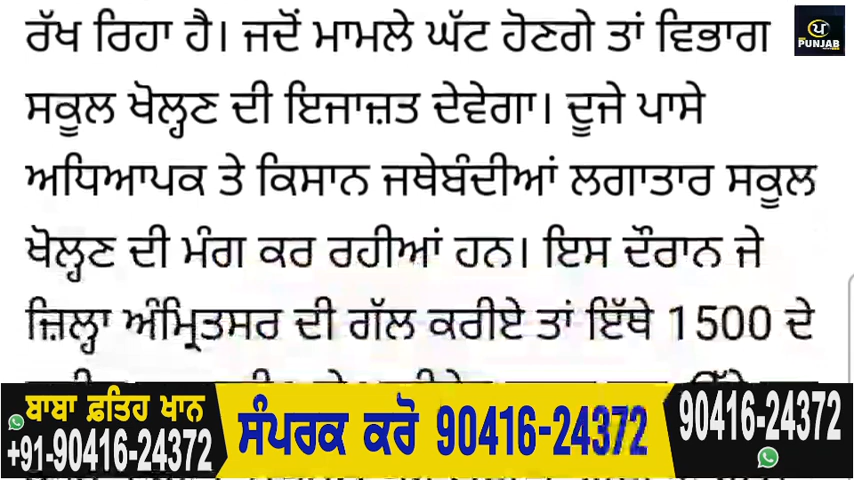 ਰੱਖ ਰਿਹਾ ਹੈ। ਜਦੋਂ ਮਾਮਲੇ ਘੱਟ ਹੋਣਗੇ ਤਾਂ ਵਿਭਾਗ
ਸਕੂਲ ਖੋਲ੍ਹਣ ਦੀ ਇਜਾਜ਼ਤ ਦੇਵੇਗਾ। ਦੂਜੇ ਪਾਸੇ
ਅਧਿਆਪਕ ਤੇ ਕਿਸਾਨ ਜਥੇਬੰਦੀਆਂ ਲਗਾਤਾਰ ਸਕੂਲ
ਖੋਲ੍ਹਣ ਦੀ ਮੰਗ ਕਰ ਰਹੀਆਂ ਹਨ। ਇਸ ਦੌਰਾਨ ਜੇ
ਜ਼ਿਲ੍ਹਾ ਅੰਮ੍ਰਿਤਸਰ ਦੀ ਗੱਲ ਕਰੀਏ ਤਾਂ ਇੱਥੇ 1500 ਦੇ
ਪੰ
PUNJAB
ਬਾਬਾ ਫ਼ਤਿਹ ਖਾਨ
+91-90416-24372
ਸੰਪਰਕ ਕਰੋ 90416-24372
90416-24372